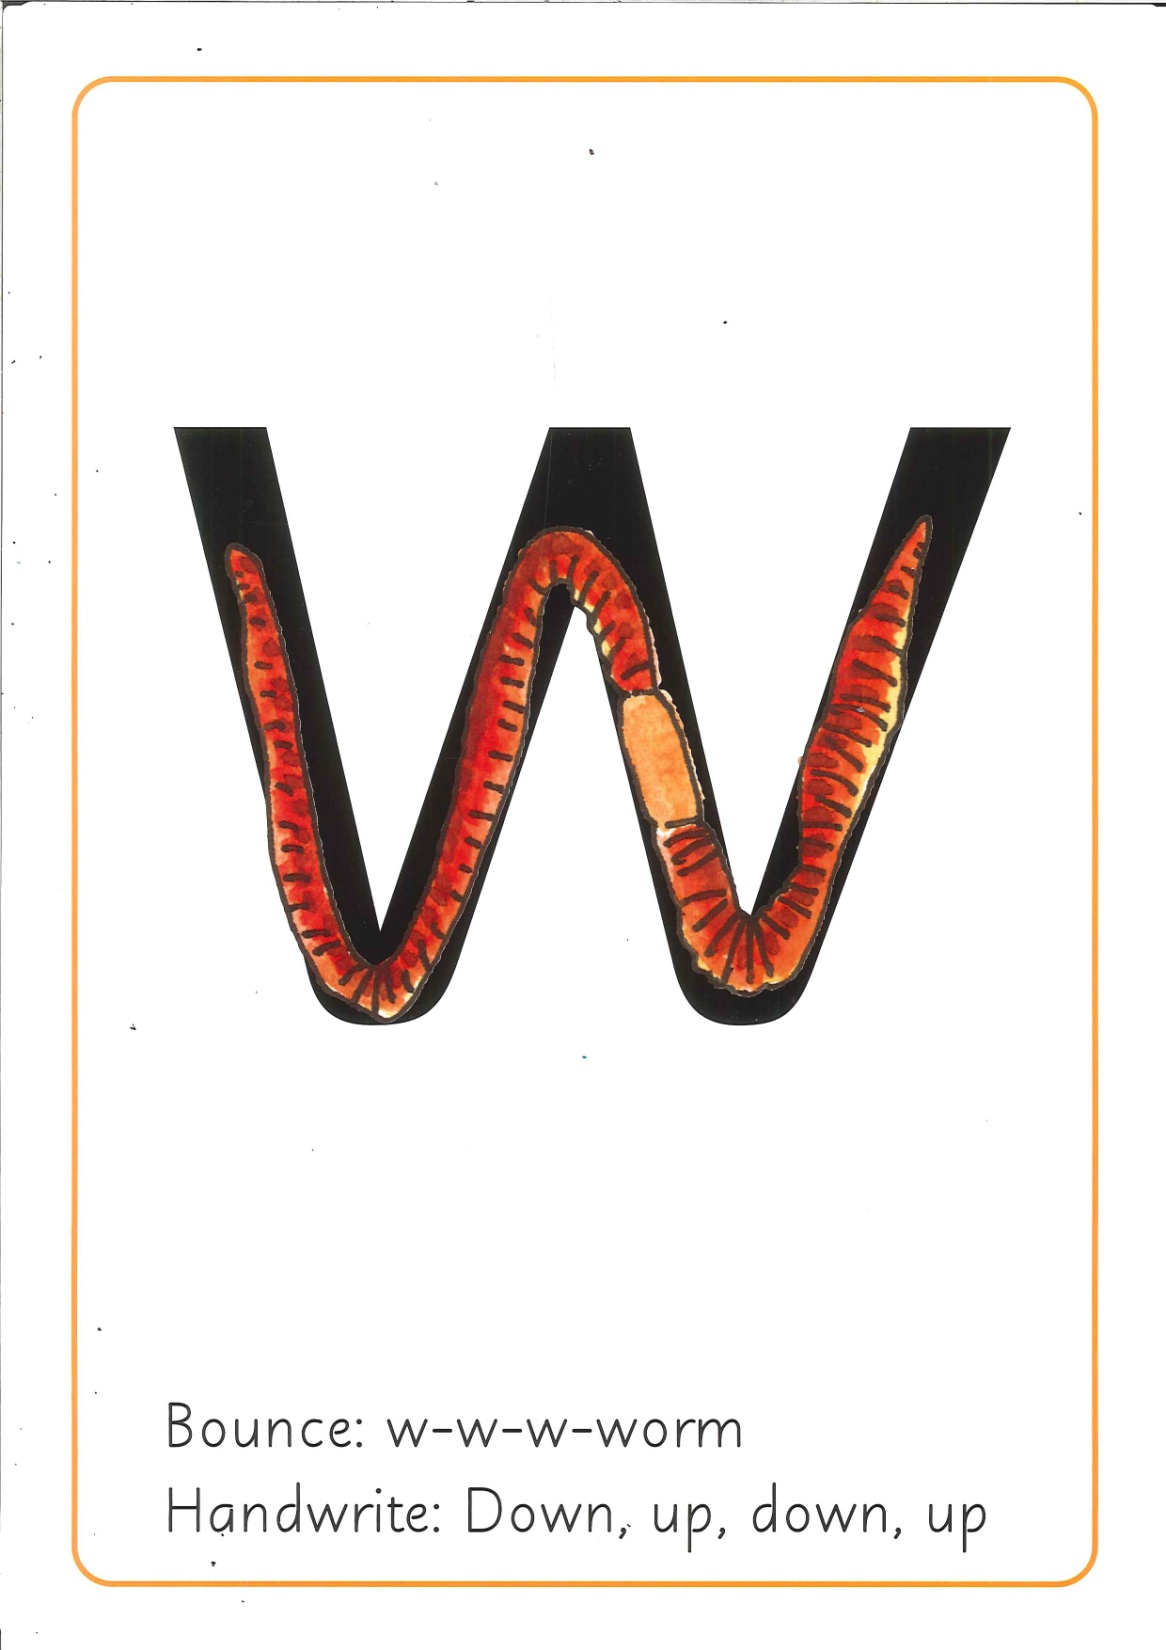 w
Bounce: w-w-w-worm
Handwrite: Down, up, down, up